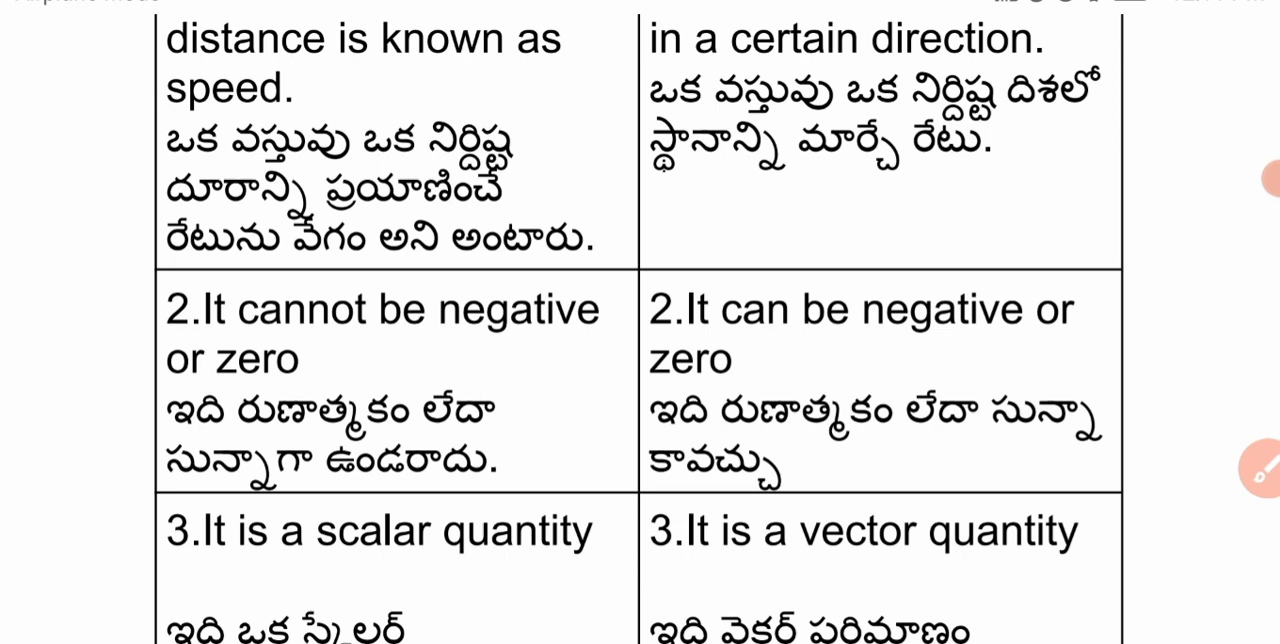 distance is known as
speed.
ఒక వస్తువు ఒక నిర్దిష్ట
దూరాన్ని ప్రయాణించే
రేటును వేగం అని అంటారు.
in a certain direction.
ఒక వస్తువు ఒక నిర్దిష్ట దిశలో
స్థానాన్ని మార్చే రేటు.
2.It cannot be negative
or zero
ఇది రుణాత్మకం లేదా
సున్నాగా ఉండరాదు.
2.It can be negative or
zero
ఇది రుణాత్మకం లేదా సున్నా
కావచ్చు
3.It is a scalar quantity
ఇది ఒక స్కేలర్
3.It is a vector quantity
ఇది వెక్టర్ పరిమాణం